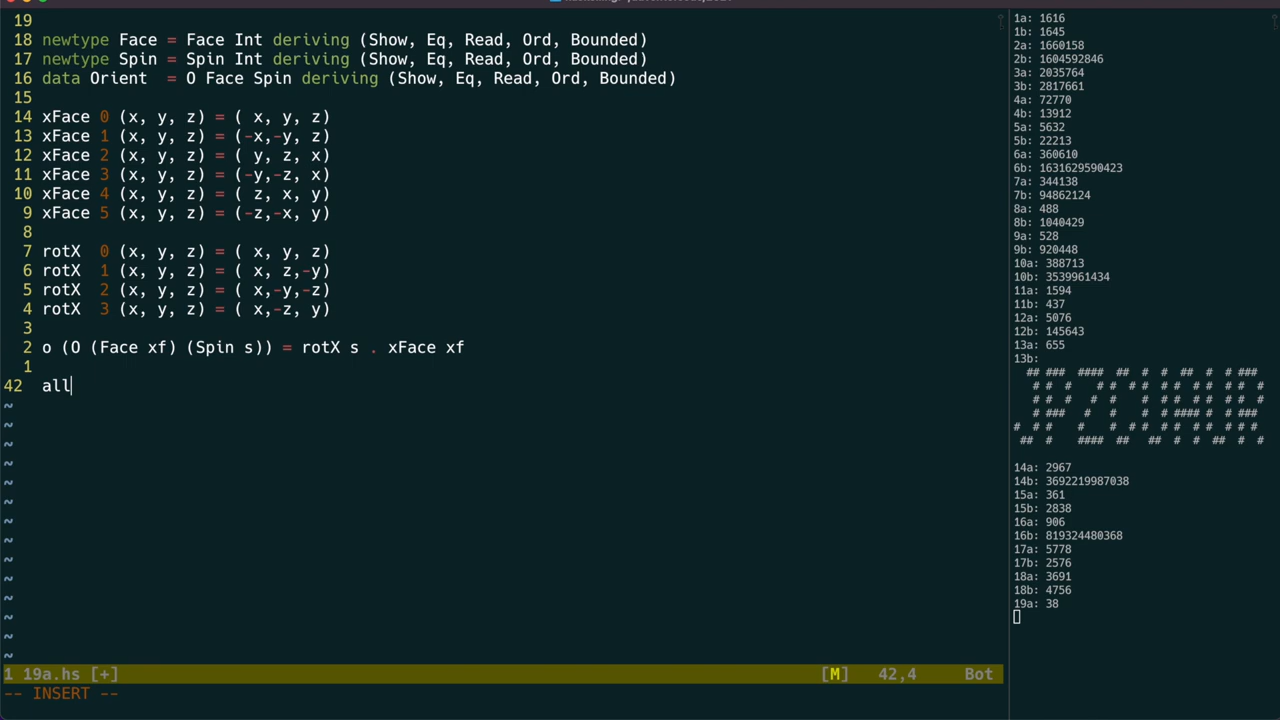 19
18 newtype Face = Face Int deriving (Show, Eq, Read, Ord, Bounded)
17 newtype Spin = Spin Int deriving (Show, Eq, Read, Ord, Bounded)
16 data Orient  = O Face Spin deriving (Show, Eq, Read, Ord, Bounded)
15
14 xFace 0 (x, y, z) = ( x, y, z)
13 xFace 1 (x, y, z) = (-x,-y, z)
12 xFace 2 (x, y, z) = ( y, z, x)
11 xFace 3 (x, y, z) = (-y,-z, x)
10 xFace 4 (x, y, z) = ( z, x, y)
9 xFace 5 (x, y, z) = (-z,-x, y)
8
7 rotX  0 (x, y, z) = ( x, y, z)
6 rotX  1 (x, y, z) = ( x, z,-y)
5 rotX  2 (x, y, z) = ( x,-y,-z)
4 rotX  3 (x, y, z) = ( x,-z, y)
3
2 o (O (Face xf) (Spin s)) = rotX s . xFace xf
1
42 all
~
~
~
~
~
~
~
~
~
~
~
~
~
~
1 19a.hs [+] [M] 42,4 Bot
-- INSERT --
1a: 1616
1b: 1645
2a: 1660158
2b: 1604592846
3a: 2035764
3b: 2817661
4a: 72770
4b: 13912
5a: 5632
5b: 22213
6a: 360610
6b: 1631629590423
7a: 344138
7b: 94862124
8a: 488
8b: 1040429
9a: 528
9b: 920448
10a: 388713
10b: 3539961434
11a: 1594
11b: 437
12a: 5076
12b: 145643
13a: 655
13b:
  ## ###  ####  ##  #  #  ##  #  # ###
   # #  #    # #  # #  # #  # #  # #  #
   # #  #   #  #    #  # #  # #  # #  #
   # ###   #   #    #  # #### #  # ###
#  # #    #    #  # #  # #  # #  # # #
 ##  #    ####  ##   ##  #  #  ##  #  #
14a: 2967
14b: 3692219987038
15a: 361
15b: 2838
16a: 906
16b: 819324480368
17a: 5778
17b: 2576
18a: 3691
18b: 4756
19a: 38